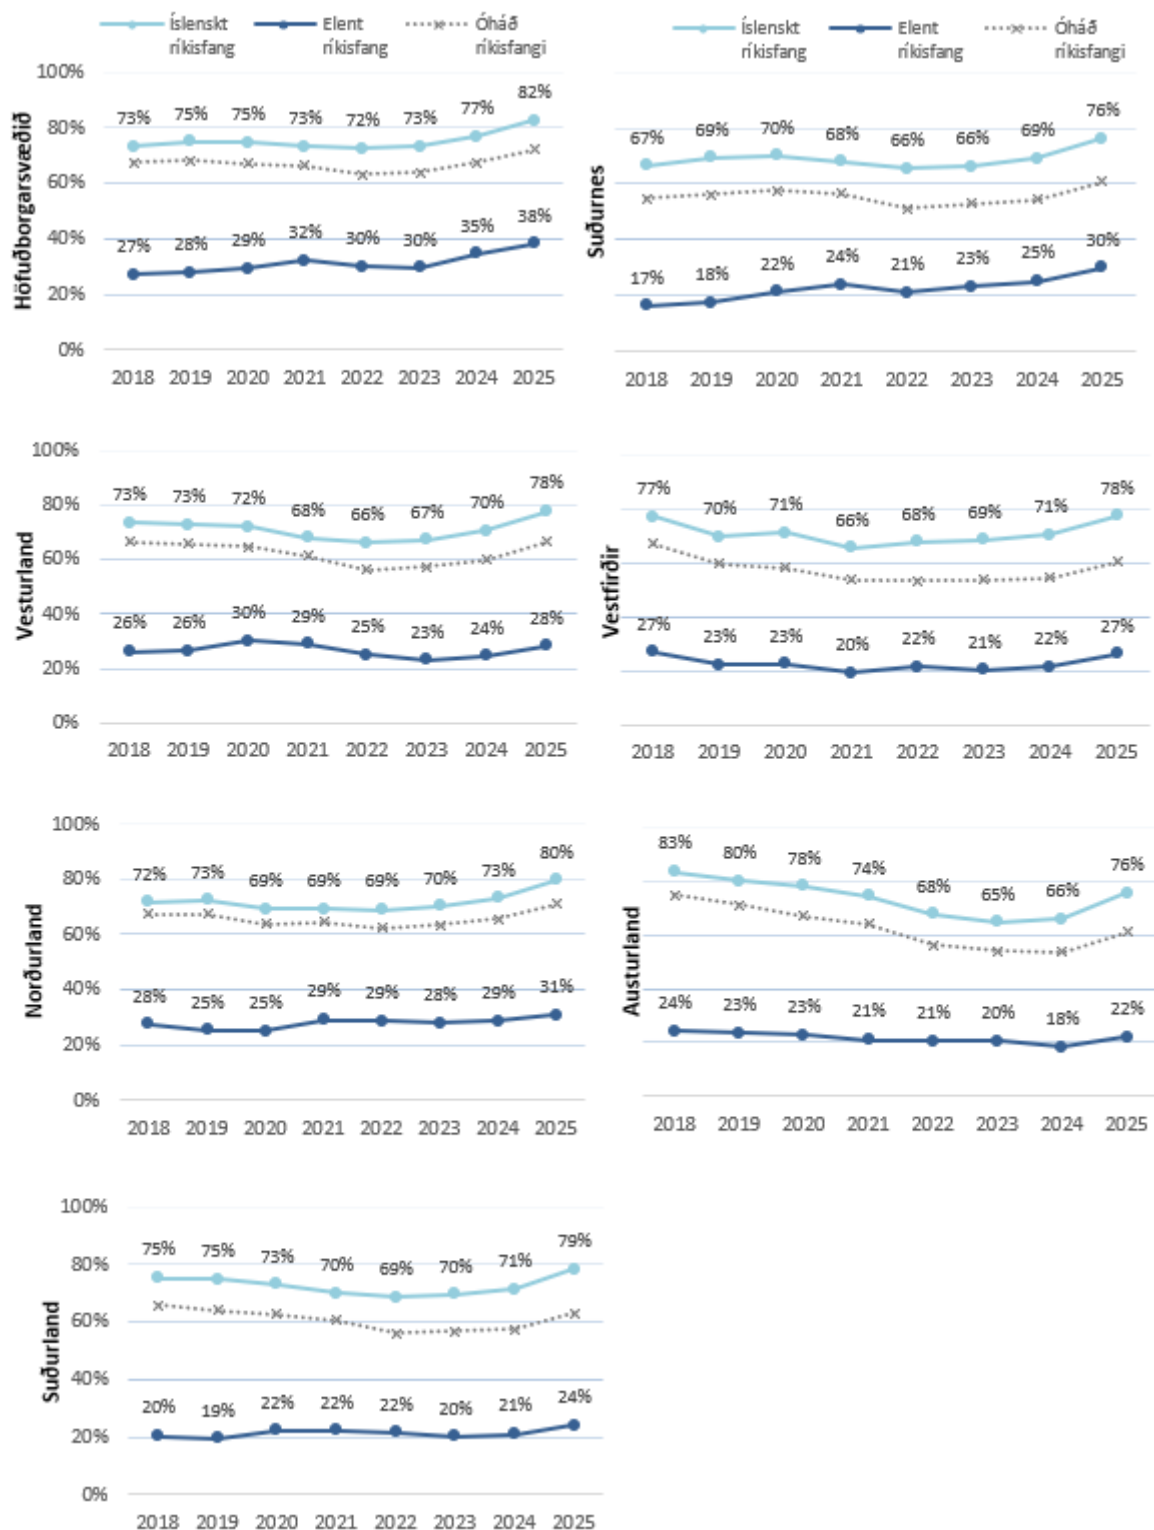 Íslenskt ríkisfang
Elent ríkisfang
Óháð ríkisfangi
Höfuðborgarsvæðið
100%
80%
60%
40%
20%
0%
73% 75% 75% 73% 72% 73% 77% 82%
27% 28% 29% 32% 30% 30% 35% 38%
2018 2019 2020 2021 2022 2023 2024 2025
Íslenskt ríkisfang
Elent ríkisfang
Óháð ríkisfangi
Suðurnes
67% 69% 70% 68% 66% 66% 69% 76%
17% 18% 22% 24% 21% 23% 25% 30%
2018 2019 2020 2021 2022 2023 2024 2025
Vesturland
100%
80%
60%
40%
20%
0%
73% 73% 72% 68% 66% 67% 70% 78%
26% 26% 30% 29% 25% 23% 24% 28%
2018 2019 2020 2021 2022 2023 2024 2025
Vestfirðir
77% 70% 71% 66% 68% 69% 71% 78%
27% 23% 23% 20% 22% 21% 22% 27%
2018 2019 2020 2021 2022 2023 2024 2025
Norðurland
100%
80%
60%
40%
20%
0%
72% 73% 69% 69% 69% 70% 73% 80%
28% 25% 25% 29% 29% 28% 29% 31%
2018 2019 2020 2021 2022 2023 2024 2025
Austurland
83% 80% 78% 74% 68% 65% 66% 76%
24% 23% 23% 21% 21% 20% 18% 22%
2018 2019 2020 2021 2022 2023 2024 2025
Suðurland
100%
80%
60%
40%
20%
0%
75% 75% 73% 70% 69% 70% 71% 79%
20% 19% 22% 22% 22% 20% 21% 24%
2018 2019 2020 2021 2022 2023 2024 2025